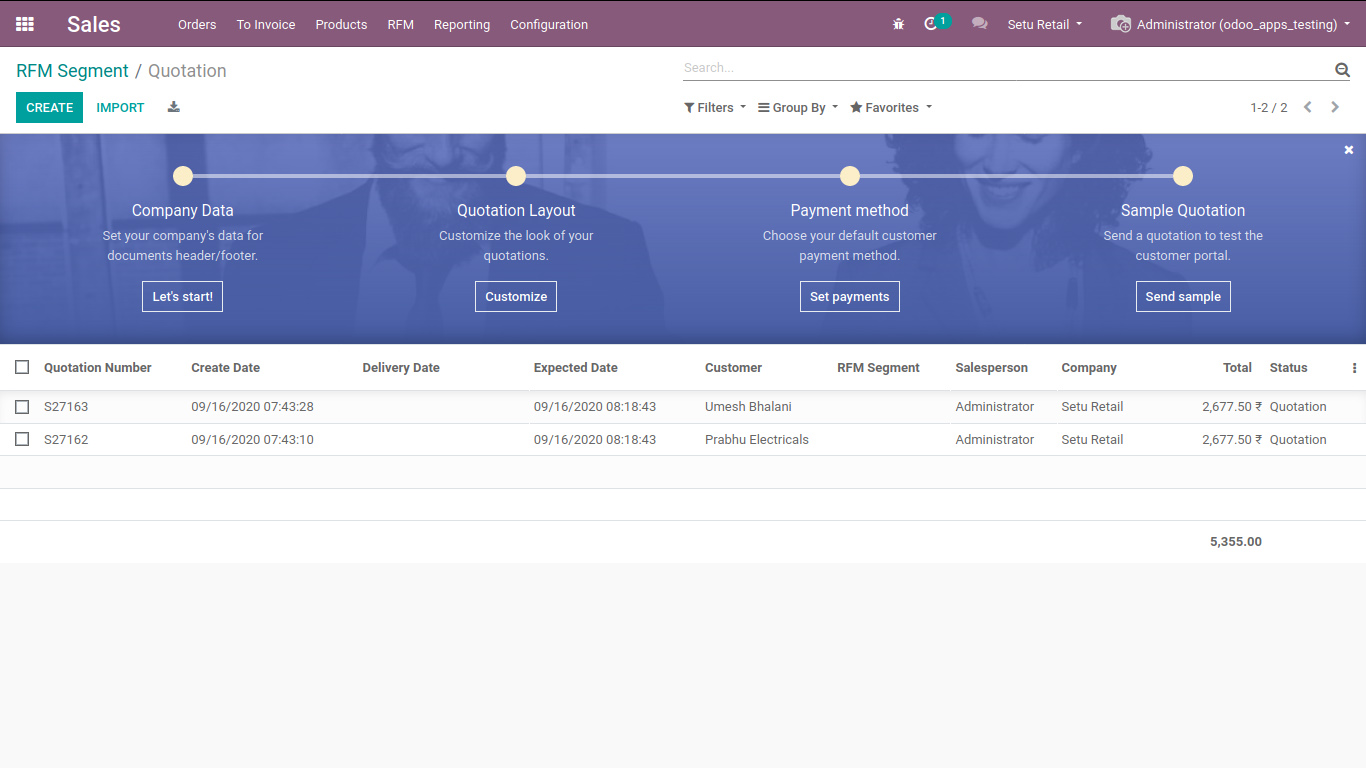 Sales Orders To Invoice Products RFM Reporting Configuration 1 Setu Retail Administrator (odoo_apps_testing)
RFM Segment / Quotation
Search...
CREATE IMPORT Filters Group By Favorites 1-2 / 2
Company Data
Set your company's data for
documents header/footer.
Let's start!
Quotation Layout
Customize the look of your
quotations.
Customize
Payment method
Choose your default customer
payment method.
Set payments
Sample Quotation
Send a quotation to test the
customer portal.
Send sample
Quotation Number Create Date Delivery Date Expected Date Customer RFM Segment Salesperson Company Total Status
S27163 09/16/2020 07:43:28 09/16/2020 08:18:43 Umesh Bhalani Administrator Setu Retail 2,677.50 ₹ Quotation
S27162 09/16/2020 07:43:10 09/16/2020 08:18:43 Prabhu Electricals Administrator Setu Retail 2,677.50 ₹ Quotation
5,355.00